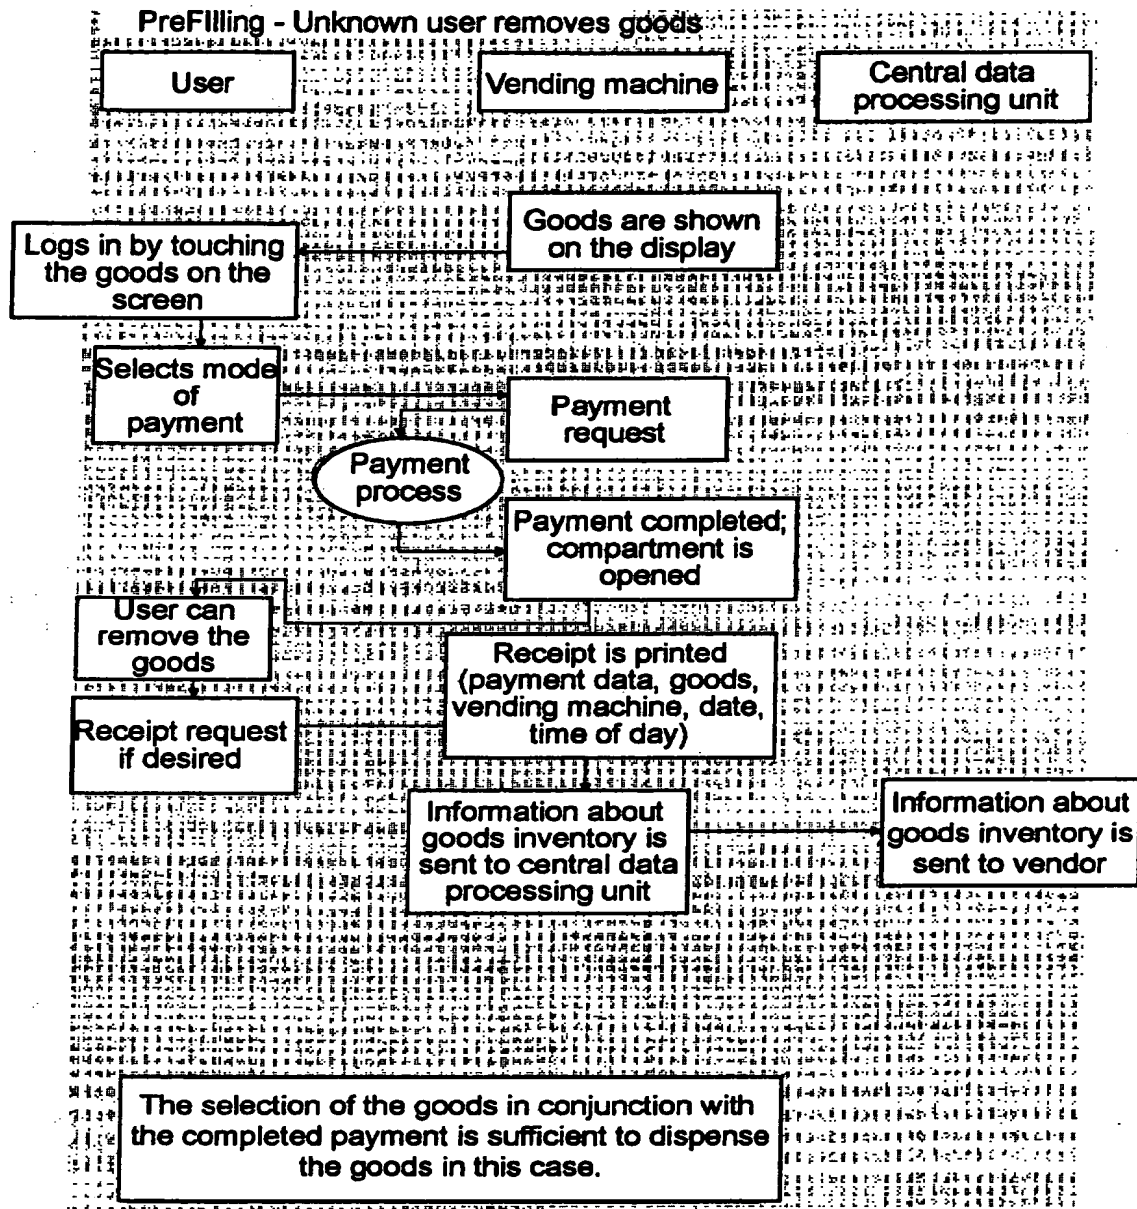 PreFIlling - Unknown user removes goods
User
Vending machine
Central data
processing unit
Goods are shown
on the display
Logs in by touching
the goods on the
screen
Selects mode
of
payment
Payment
request
Payment
process
Payment completed;
compartment is
opened
User can
remove the
goods
Receipt is printed
(payment data, goods,
vending machine, date,
time of day)
Receipt request
if desired
Information about
goods inventory is
sent to central data
processing unit
Information about
goods inventory is
sent to vendor
The selection of the goods in conjunction with
the completed payment is sufficient to dispense
the goods in this case.